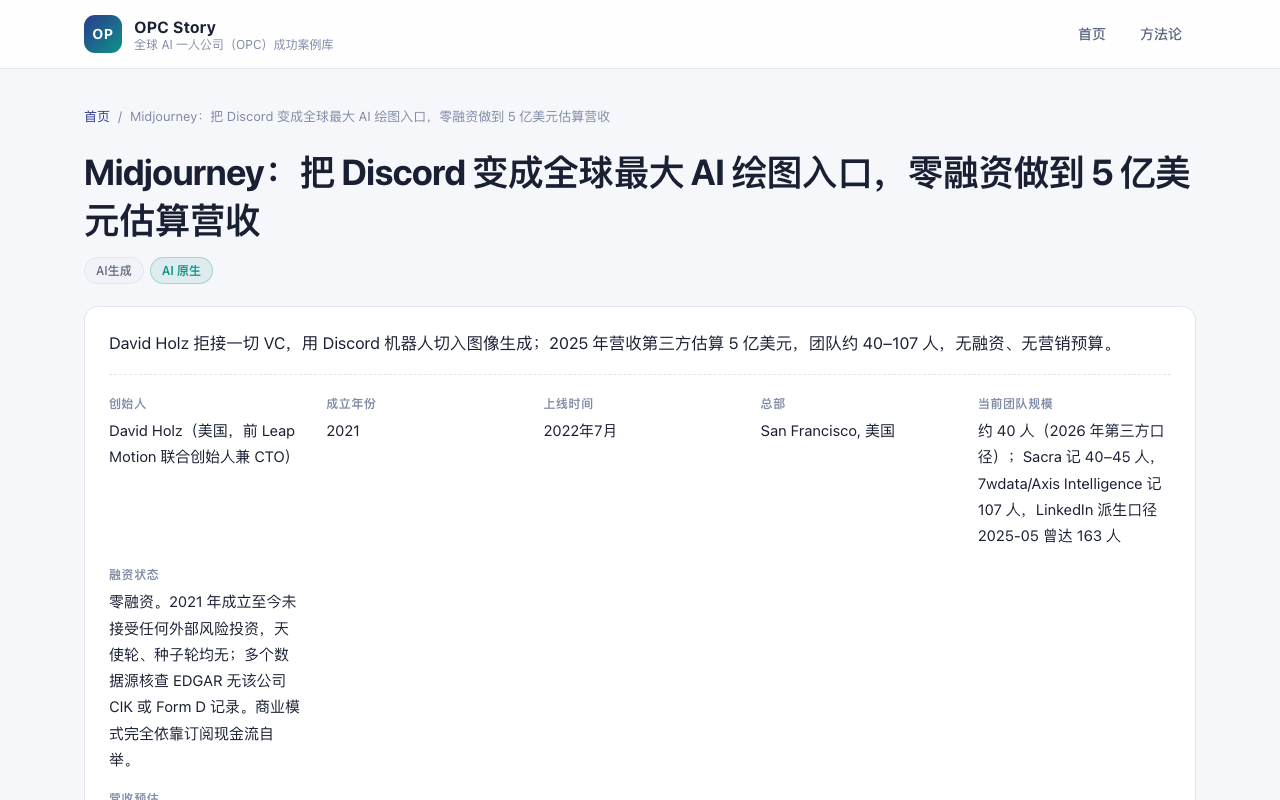 OP
OPC Story
全球 AI 一人公司（OPC）成功案例库
首页
方法论
首页 / Midjourney：把 Discord 变成全球最大 AI 绘图入口，零融资做到 5 亿美元估算营收
Midjourney：把 Discord 变成全球最大 AI 绘图入口，零融资做到 5 亿美
元估算营收
AI生成
AI 原生
David Holz 拒接一切 VC，用 Discord 机器人切入图像生成；2025 年营收第三方估算 5 亿美元，团队约 40–107 人，无融资、无营销预算。
创始人
David Holz（美国，前 Leap
Motion 联合创始人兼 CTO）
成立年份
2021
上线时间
2022年7月
总部
San Francisco, 美国
当前团队规模
约 40 人（2026 年第三方口
径）；Sacra 记 40–45 人，
7wdata/Axis Intelligence 记
107 人，LinkedIn 派生口径
2025-05 曾达 163 人
融资状态
零融资。2021 年成立至今未
接受任何外部风险投资，天
使轮、种子轮均无；多个数
据源核查 EDGAR 无该公司
CIK 或 Form D 记录。商业模
式完全依靠订阅现金流自
举。
营收预估